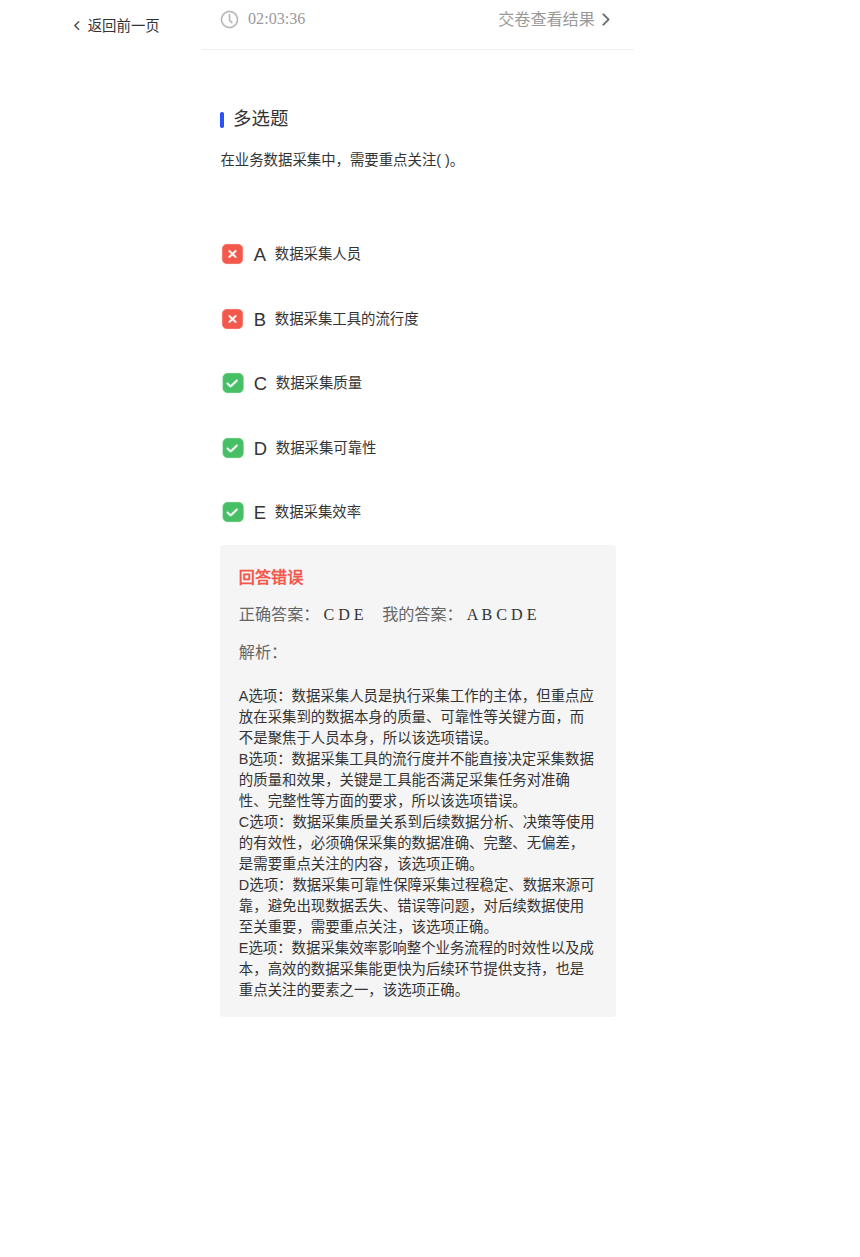 返回前一页
02:03:36
交卷查看结果
多选题
在业务数据采集中，需要重点关注( )。
A 数据采集人员
B 数据采集工具的流行度
C 数据采集质量
D 数据采集可靠性
E 数据采集效率
回答错误
正确答案： C D E 我的答案： A B C D E
解析：
A选项：数据采集人员是执行采集工作的主体，但重点应
放在采集到的数据本身的质量、可靠性等关键方面，而
不是聚焦于人员本身，所以该选项错误。
B选项：数据采集工具的流行度并不能直接决定采集数据
的质量和效果，关键是工具能否满足采集任务对准确
性、完整性等方面的要求，所以该选项错误。
C选项：数据采集质量关系到后续数据分析、决策等使用
的有效性，必须确保采集的数据准确、完整、无偏差，
是需要重点关注的内容，该选项正确。
D选项：数据采集可靠性保障采集过程稳定、数据来源可
靠，避免出现数据丢失、错误等问题，对后续数据使用
至关重要，需要重点关注，该选项正确。
E选项：数据采集效率影响整个业务流程的时效性以及成
本，高效的数据采集能更快为后续环节提供支持，也是
重点关注的要素之一，该选项正确。